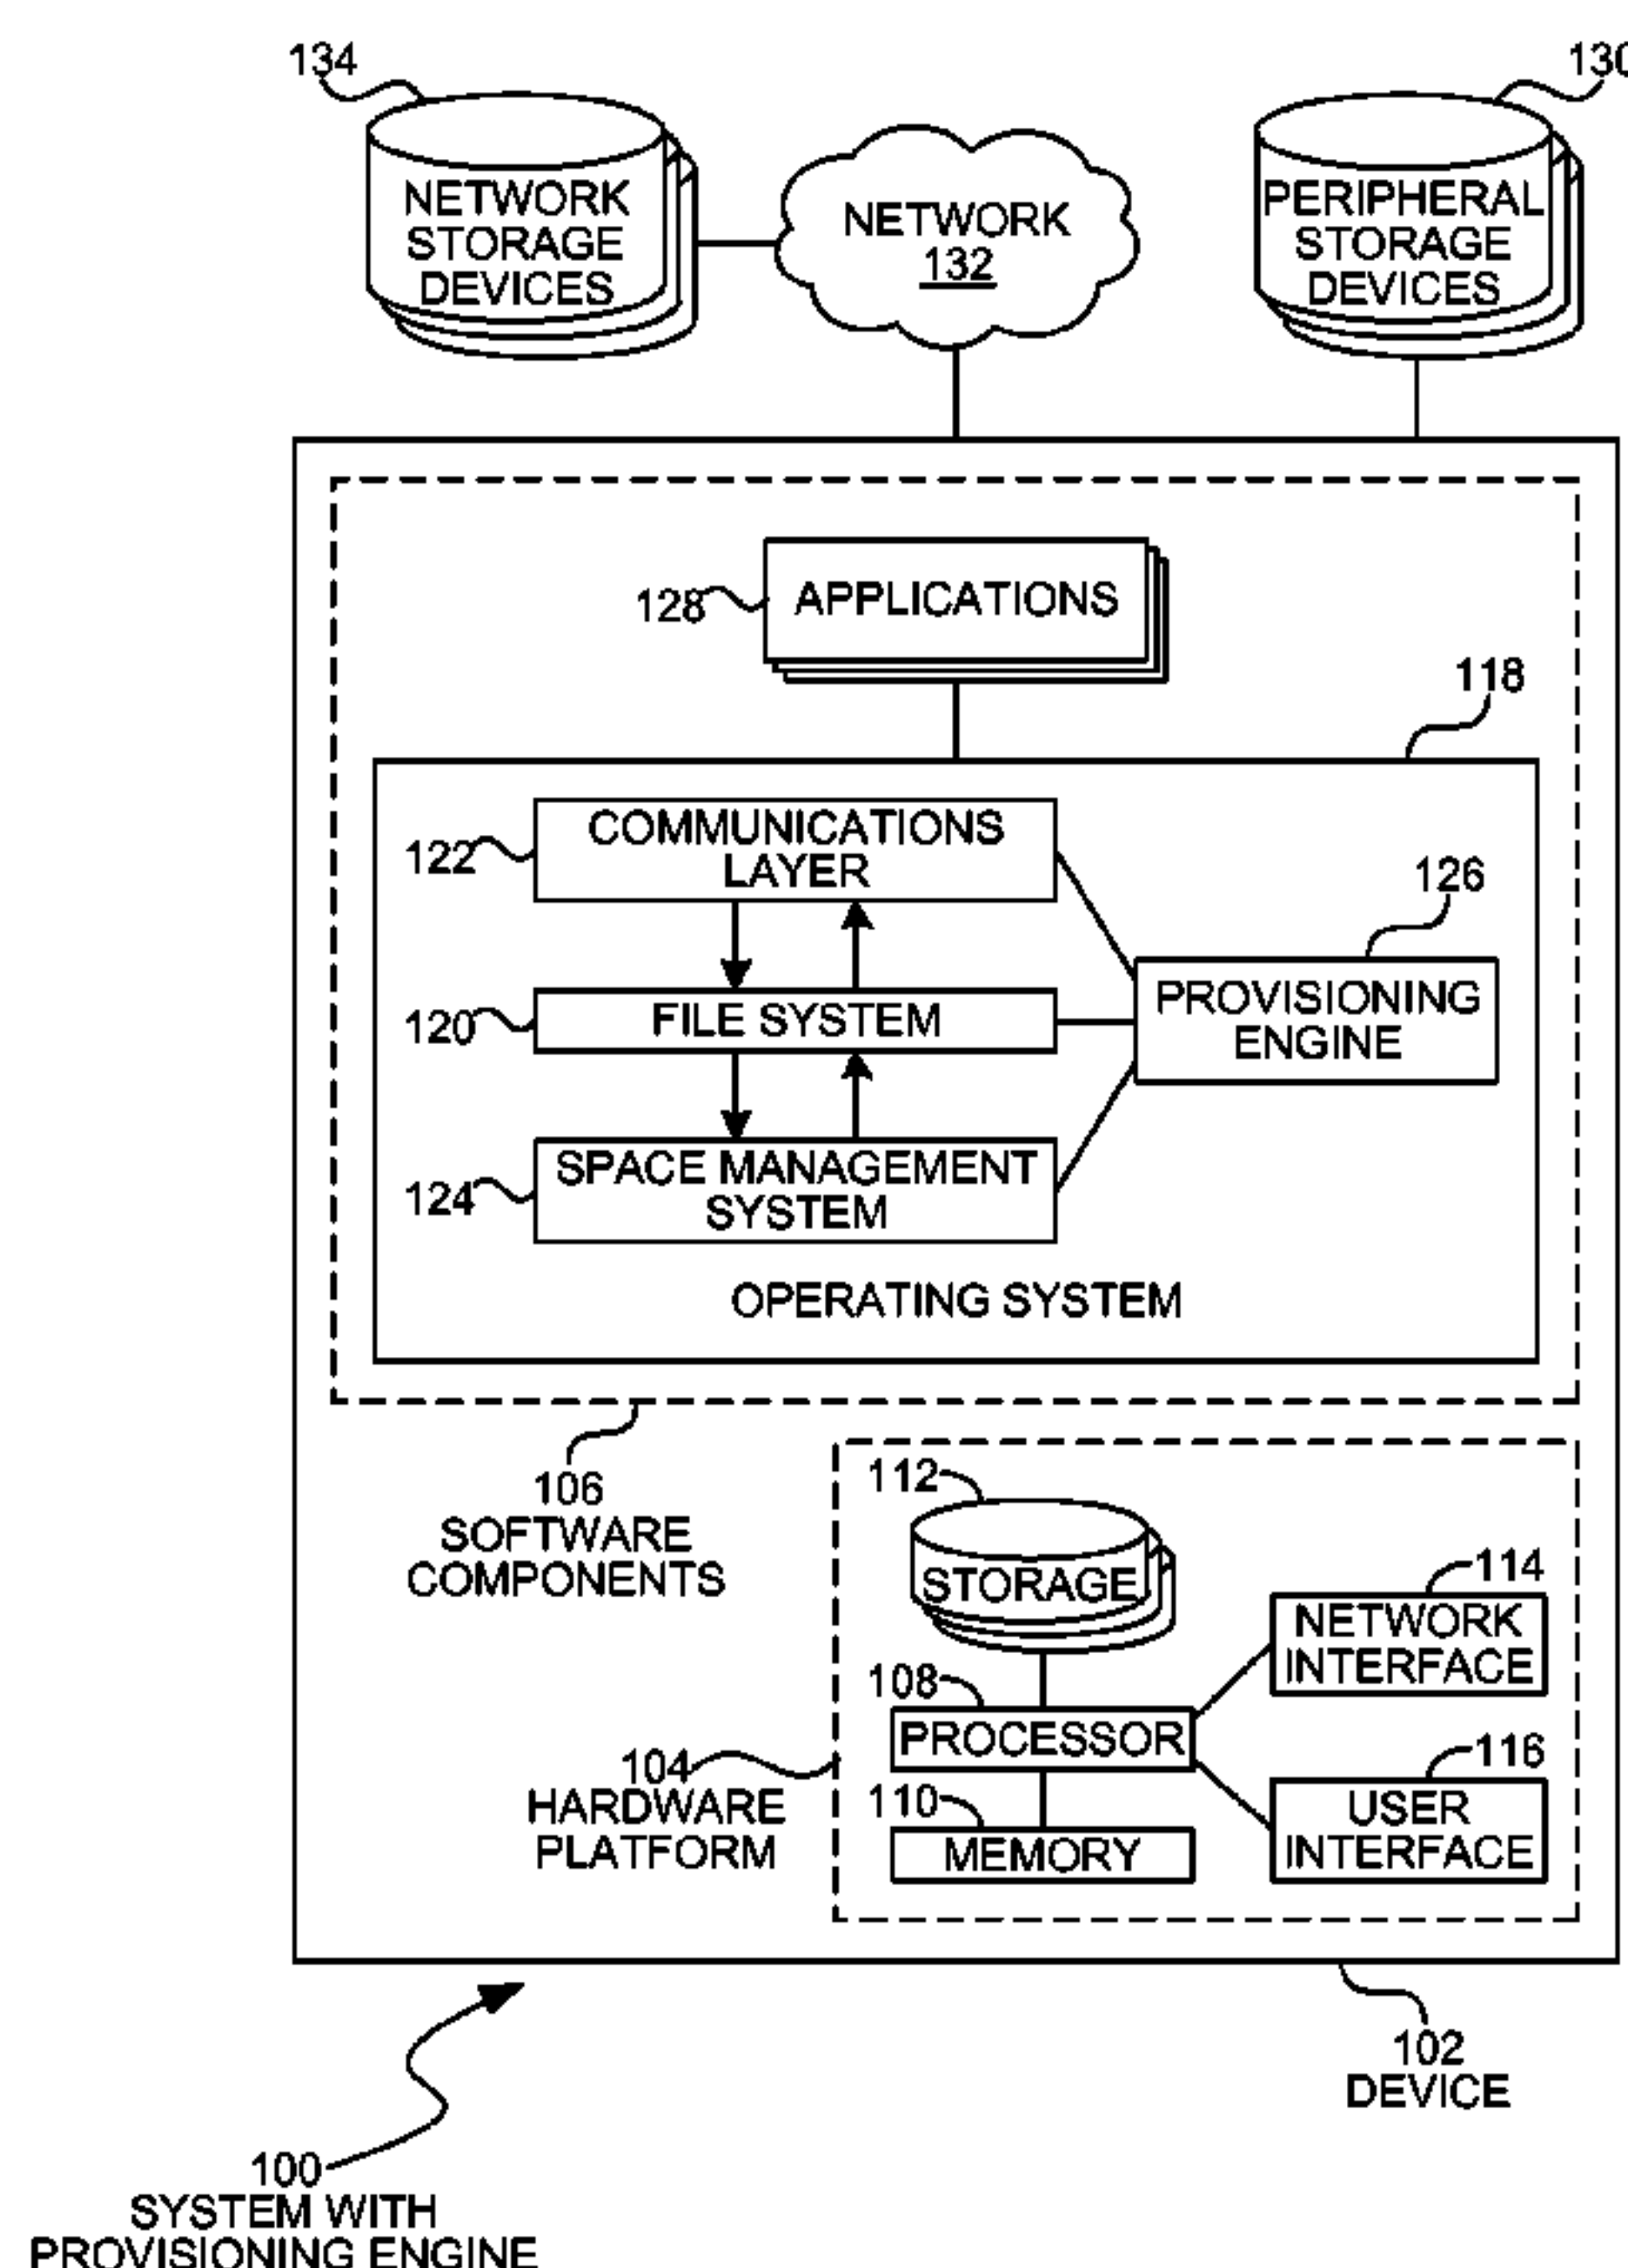 134
130
NETWORK
STORAGE
DEVICES
NETWORK
132
PERIPHERAL
STORAGE
DEVICES
128
APPLICATIONS
118
122
COMMUNICATIONS
LAYER
126
120
FILE SYSTEM
PROVISIONING
ENGINE
124
SPACE MANAGEMENT
SYSTEM
OPERATING SYSTEM
106
SOFTWARE
COMPONENTS
112
STORAGE
114
NETWORK
INTERFACE
108
PROCESSOR
104
HARDWARE
PLATFORM
116
USER
INTERFACE
110
MEMORY
102
DEVICE
100
SYSTEM WITH
PROVISIONING ENGINE